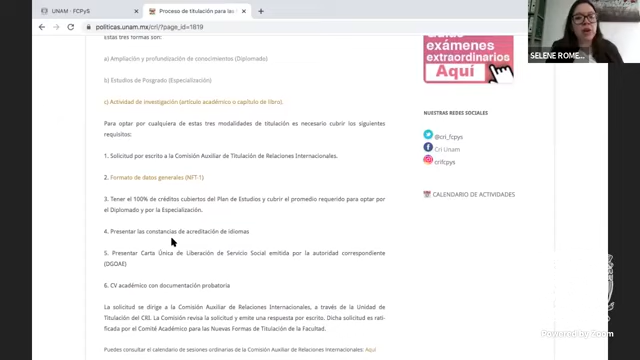 UNAM - FCPyS
Proceso de titulación para las
politicas.unam.mx/cri/?page_id=1619
Estas tres formas son:
a) Ampliación y profundización de conocimientos (Diplomado)
b) Estudios de Posgrado (Especialización)
c) Actividad de investigación (artículo académico o capítulo de libro).
Para optar por cualquiera de estas tres modalidades de titulación es necesario cubrir los siguientes
requisitos:
1. Solicitud por escrito a la Comisión Auxiliar de Titulación de Relaciones Internacionales.
2. Formato de datos generales (NFT-1)
3. Tener el 100% de créditos cubiertos del Plan de Estudios y cubrir el promedio requerido para optar por
el Diplomado y por la Especialización.
4. Presentar las constancias de acreditación de idiomas
5. Presentar Carta Única de Liberación de Servicio Social emitida por la autoridad correspondiente
(DGOAE)
6. CV académico con documentación probatoria
La solicitud se dirige a la Comisión Auxiliar de Relaciones Internacionales, a través de la Unidad de
Titulación del CRI. La Comisión revisa la solicitud y emite una respuesta por escrito. Dicha solicitud es rati-
ficada por el Comité Académico para las Nuevas Formas de Titulación de la Facultad.
Puedes consultar el calendario de sesiones ordinarias de la Comisión Auxiliar de Relaciones Internacionales: Aquí
exámenes
extraordinarios
Aquí
NUESTRAS REDES SOCIALES
@cri_fcpys
Cri Unam
crifcpys
CALENDARIO DE ACTIVIDADES
SELENE ROME...
Powered by Zoom